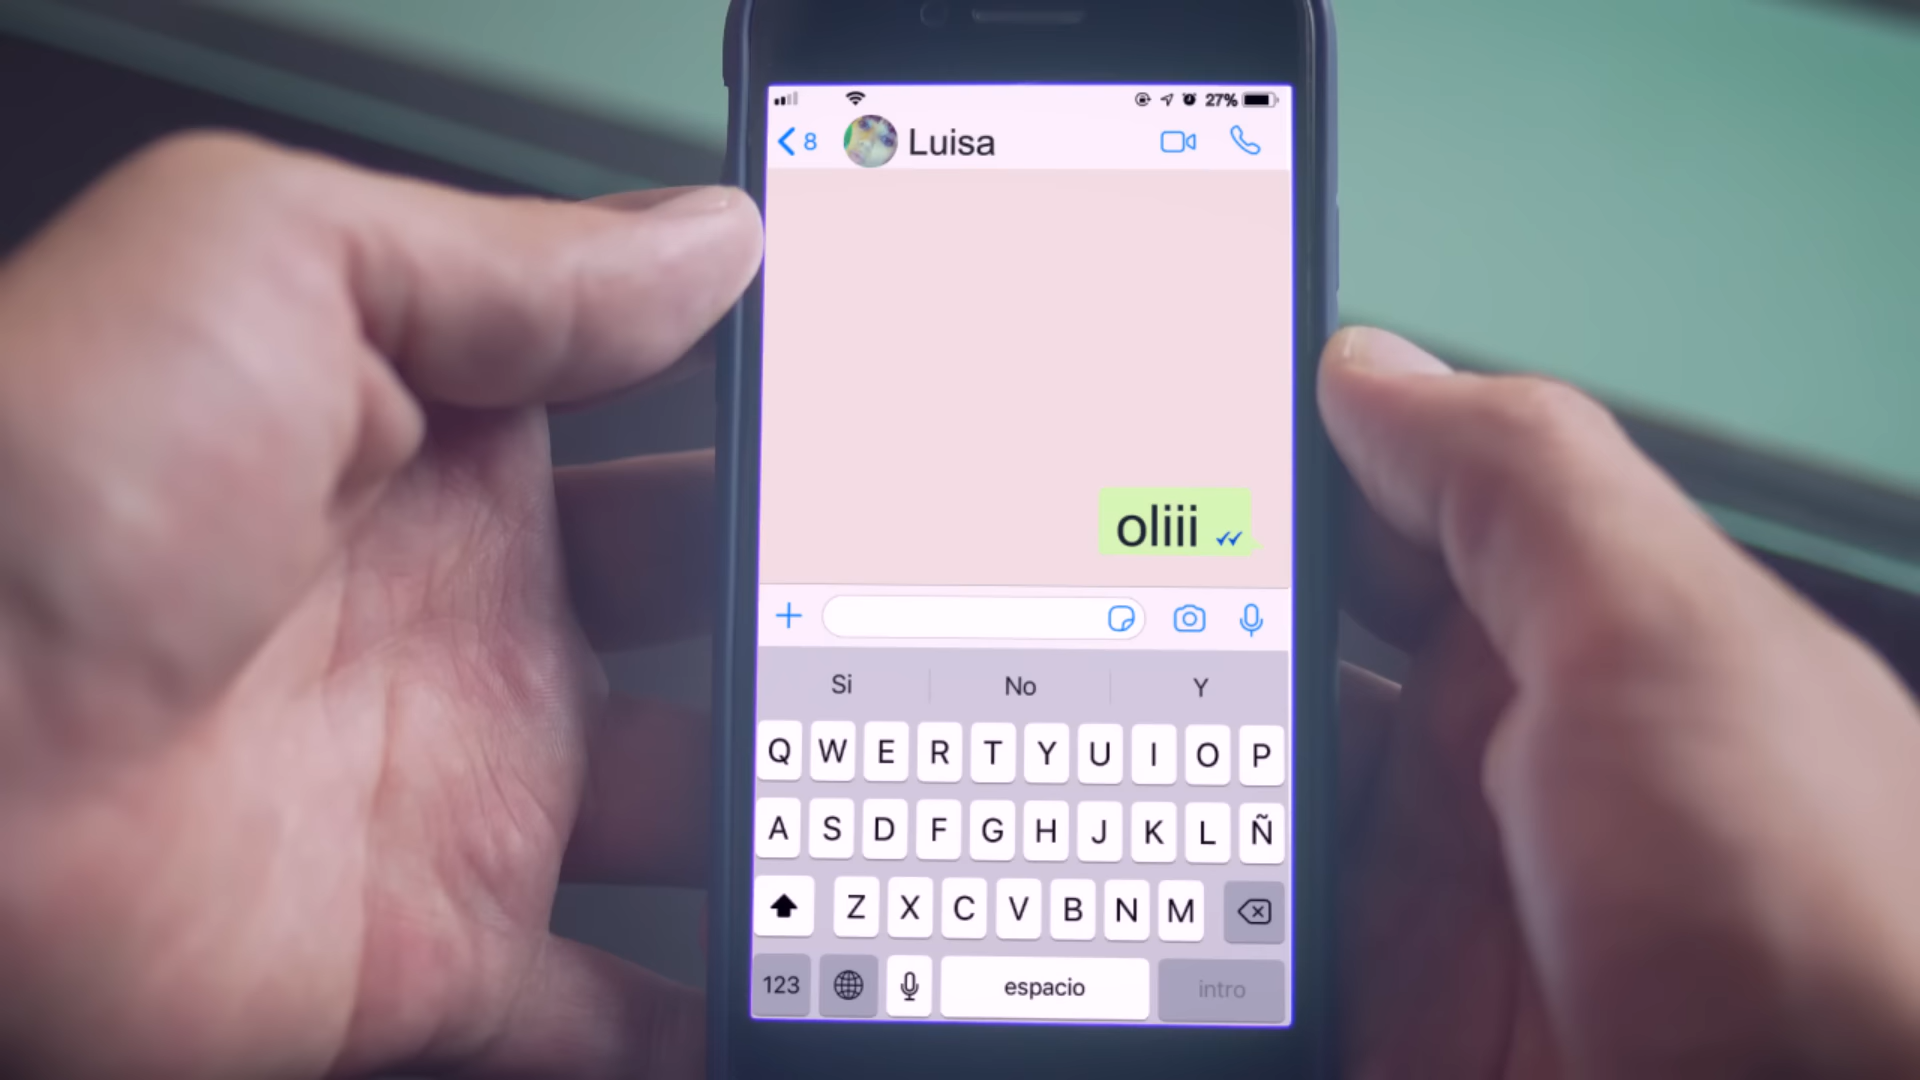 27%
8 Luisa
oliii
Si No Y
Q W E R T Y U I O P
A S D F G H J K L Ñ
Z X C V B N M
123 espacio intro